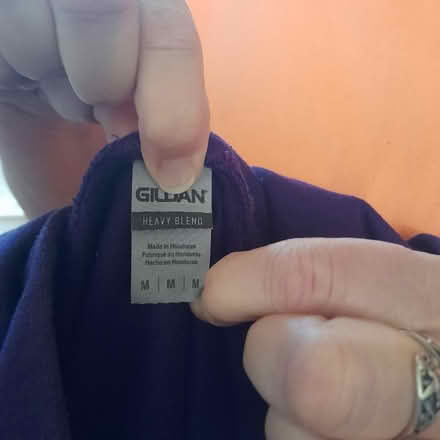 GILDAN
HEAVY BLEND
Made in Honduras
Fabriqué au Honduras
Hecho en Honduras
M | M | M